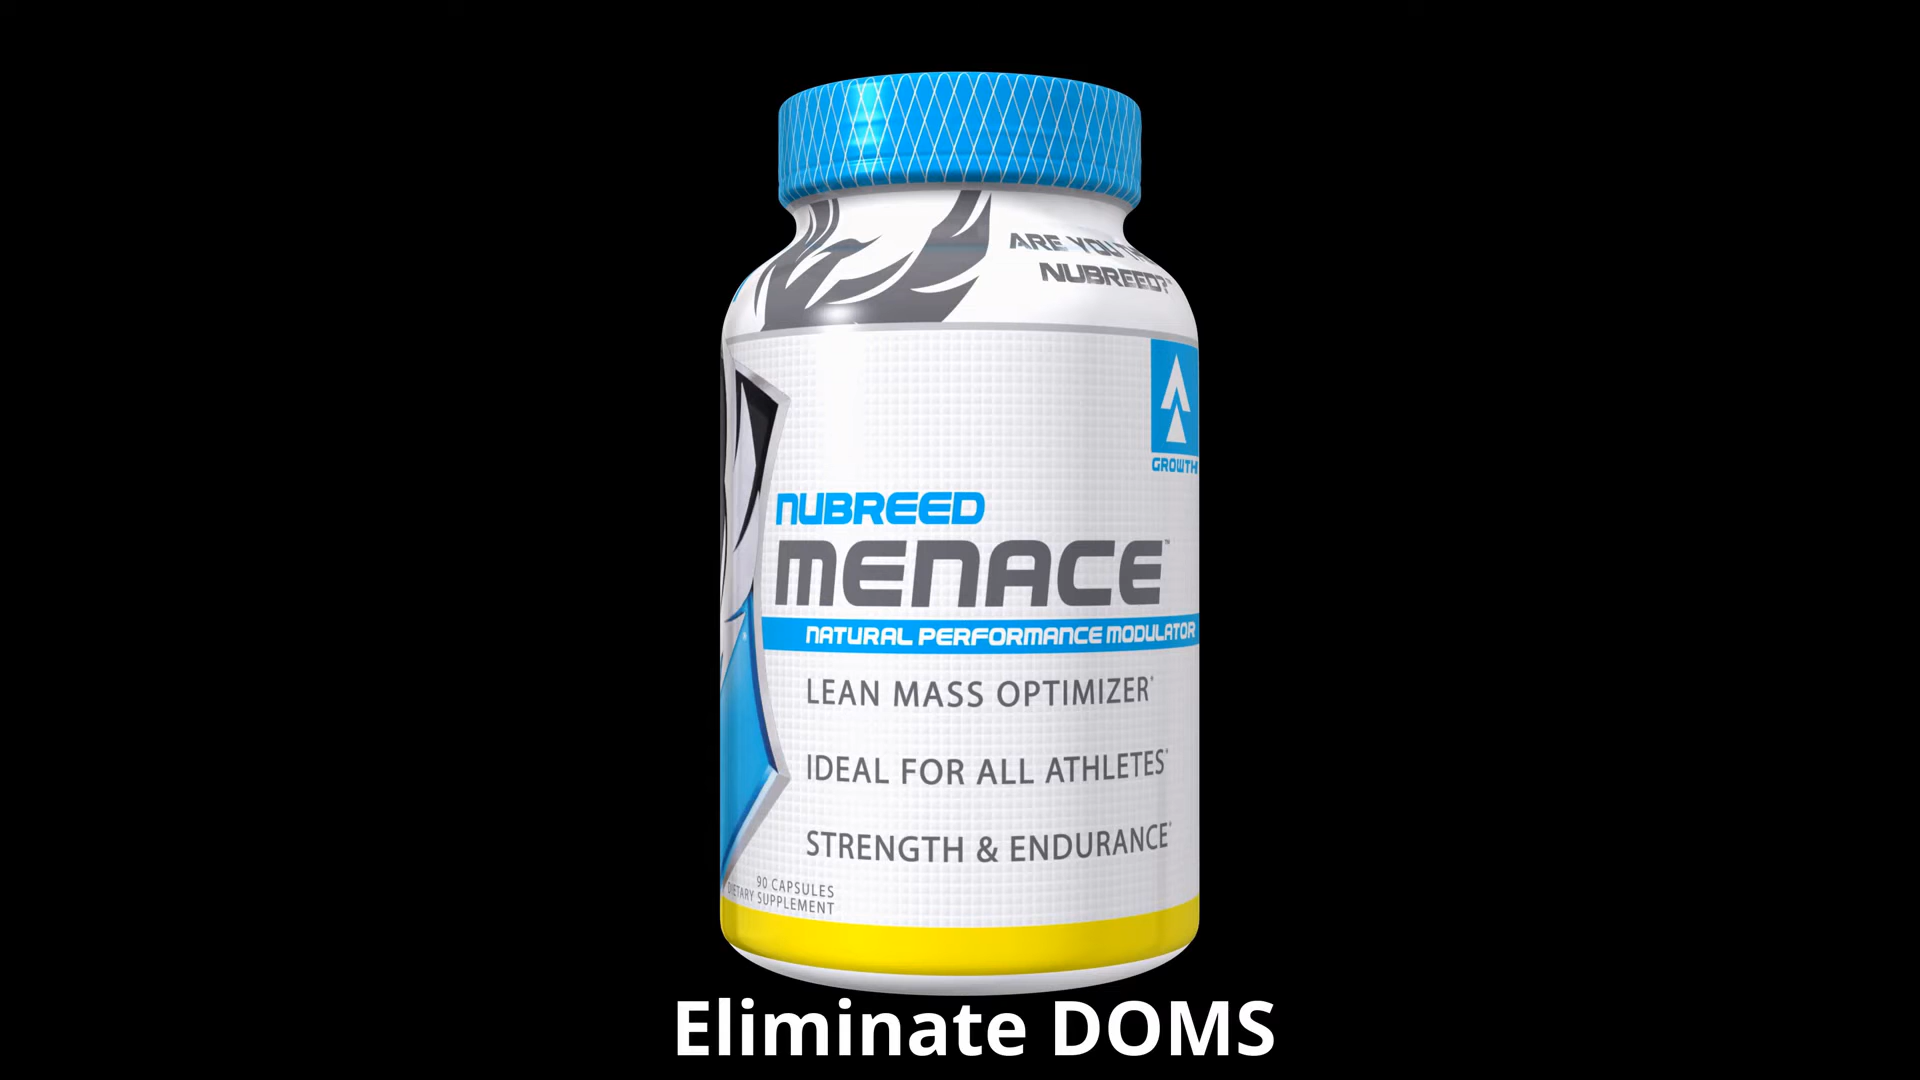 ARE YOU
NUBREED?
GROWTH
NUBREED
MENACE™
NATURAL PERFORMANCE MODULATOR
LEAN MASS OPTIMIZER*
IDEAL FOR ALL ATHLETES*
STRENGTH & ENDURANCE*
90 CAPSULES
DIETARY SUPPLEMENT
Eliminate DOMS